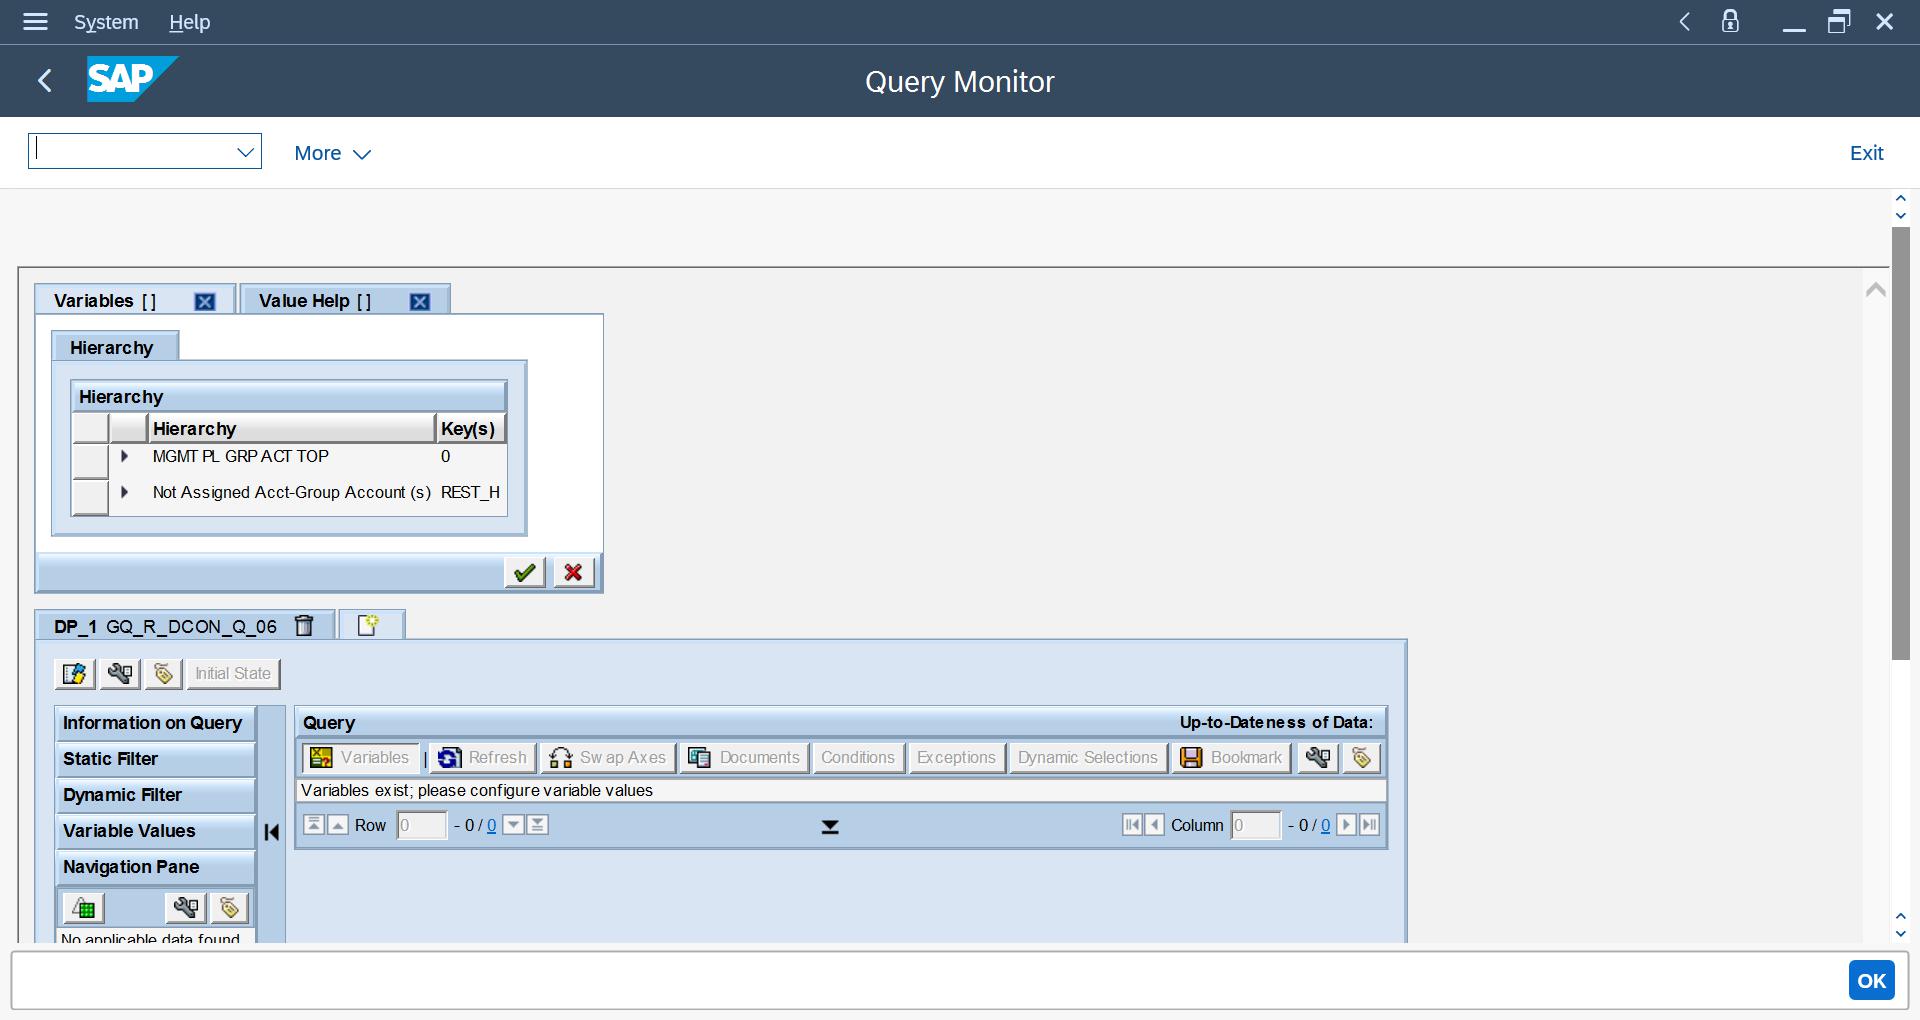 System Help
SAP Query Monitor
More Exit
Variables [ ] Value Help [ ]
Hierarchy
Hierarchy
Hierarchy Key(s)
MGMT PL GRP ACT TOP 0
Not Assigned Acct-Group Account (s) REST_H
DP_1 GQ_R_DCON_Q_06
Initial State
Information on Query
Static Filter
Dynamic Filter
Variable Values
Navigation Pane
No applicable data found
Query Up-to-Dateness of Data:
Variables | Refresh Swap Axes Documents Conditions Exceptions Dynamic Selections Bookmark
Variables exist; please configure variable values
Row 0 - 0 / 0 Column 0 - 0 / 0
OK